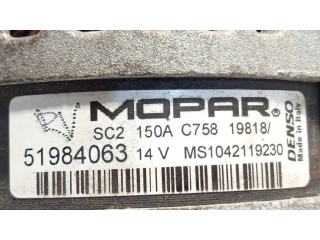 MOPAR®
SC2 150A C758 19818/
51984063 14 V MS1042119230
DENSO
Made in Italy